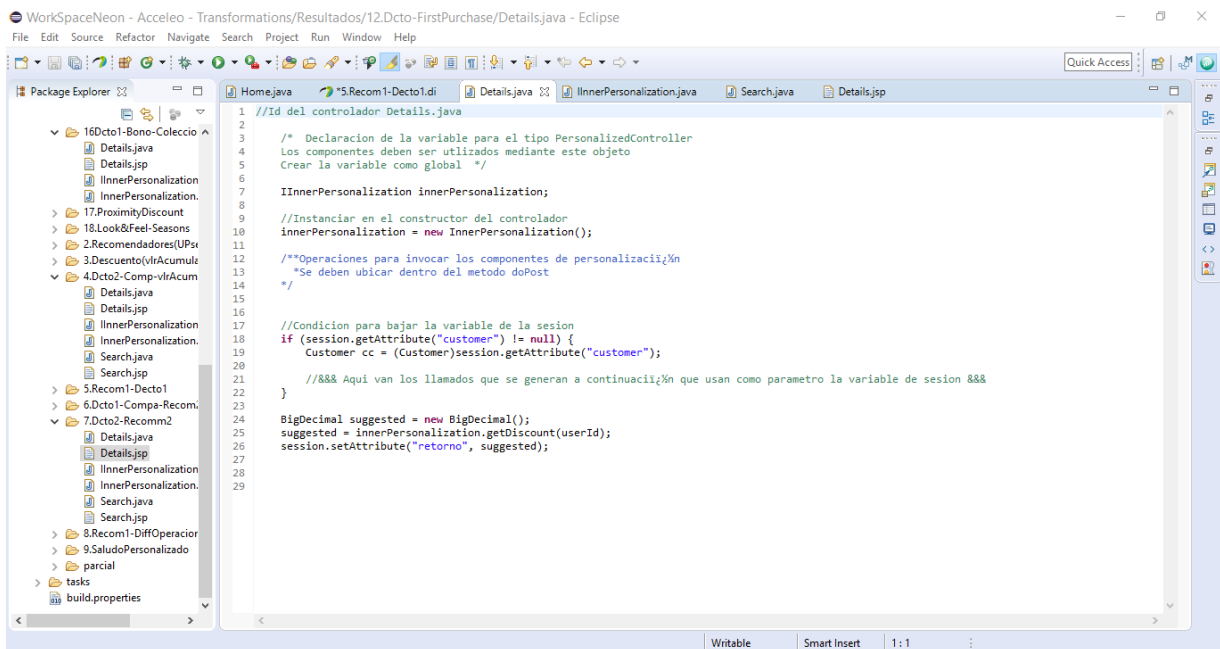 WorkSpaceNeon - Acceleo - Transformations/Resultados/12.Dcto-FirstPurchase/Details.java - Eclipse
File Edit Source Refactor Navigate Search Project Run Window Help
Quick Access
Package Explorer
16Dcto1-Bono-Coleccio
Details.java
Details.jsp
IInnerPersonalization
InnerPersonalization.
17.ProximityDiscount
18.Look&Feel-Seasons
2.Recomendadores(UPse
3.Descuento(vlrAcumula
4.Dcto2-Comp-vlrAcum
Details.java
Details.jsp
IInnerPersonalization
InnerPersonalization.
Search.java
Search.jsp
5.Recom1-Decto1
6.Dcto1-Compa-Recom
7.Dcto2-Recomm2
Details.java
Details.jsp
IInnerPersonalization
InnerPersonalization.
Search.java
Search.jsp
8.Recom1-DiffOperacior
9.SaludoPersonalizado
parcial
tasks
build.properties
Home.java *5.Recom1-Decto1.di Details.java IInnerPersonalization.java Search.java Details.jsp
1 //Id del controlador Details.java
2
3 /* Declaracion de la variable para el tipo PersonalizedController
4 Los componentes deben ser utlizados mediante este objeto
5 Crear la variable como global */
6
7 IInnerPersonalization innerPersonalization;
8
9 //Instanciar en el constructor del controlador
10 innerPersonalization = new InnerPersonalization();
11
12 /**Operaciones para invocar los componentes de personalizaciï¿½n
13 *Se deben ubicar dentro del metodo doPost
14 */
15
16
17 //Condicion para bajar la variable de la sesion
18 if (session.getAttribute("customer") != null) {
19 Customer cc = (Customer)session.getAttribute("customer");
20
21 //&&& Aqui van los llamados que se generan a continuaciï¿½n que usan como parametro la variable de sesion &&&
22 }
23
24 BigDecimal suggested = new BigDecimal();
25 suggested = innerPersonalization.getDiscount(userId);
26 session.setAttribute("retorno", suggested);
27
28
29
Writable Smart Insert 1 : 1